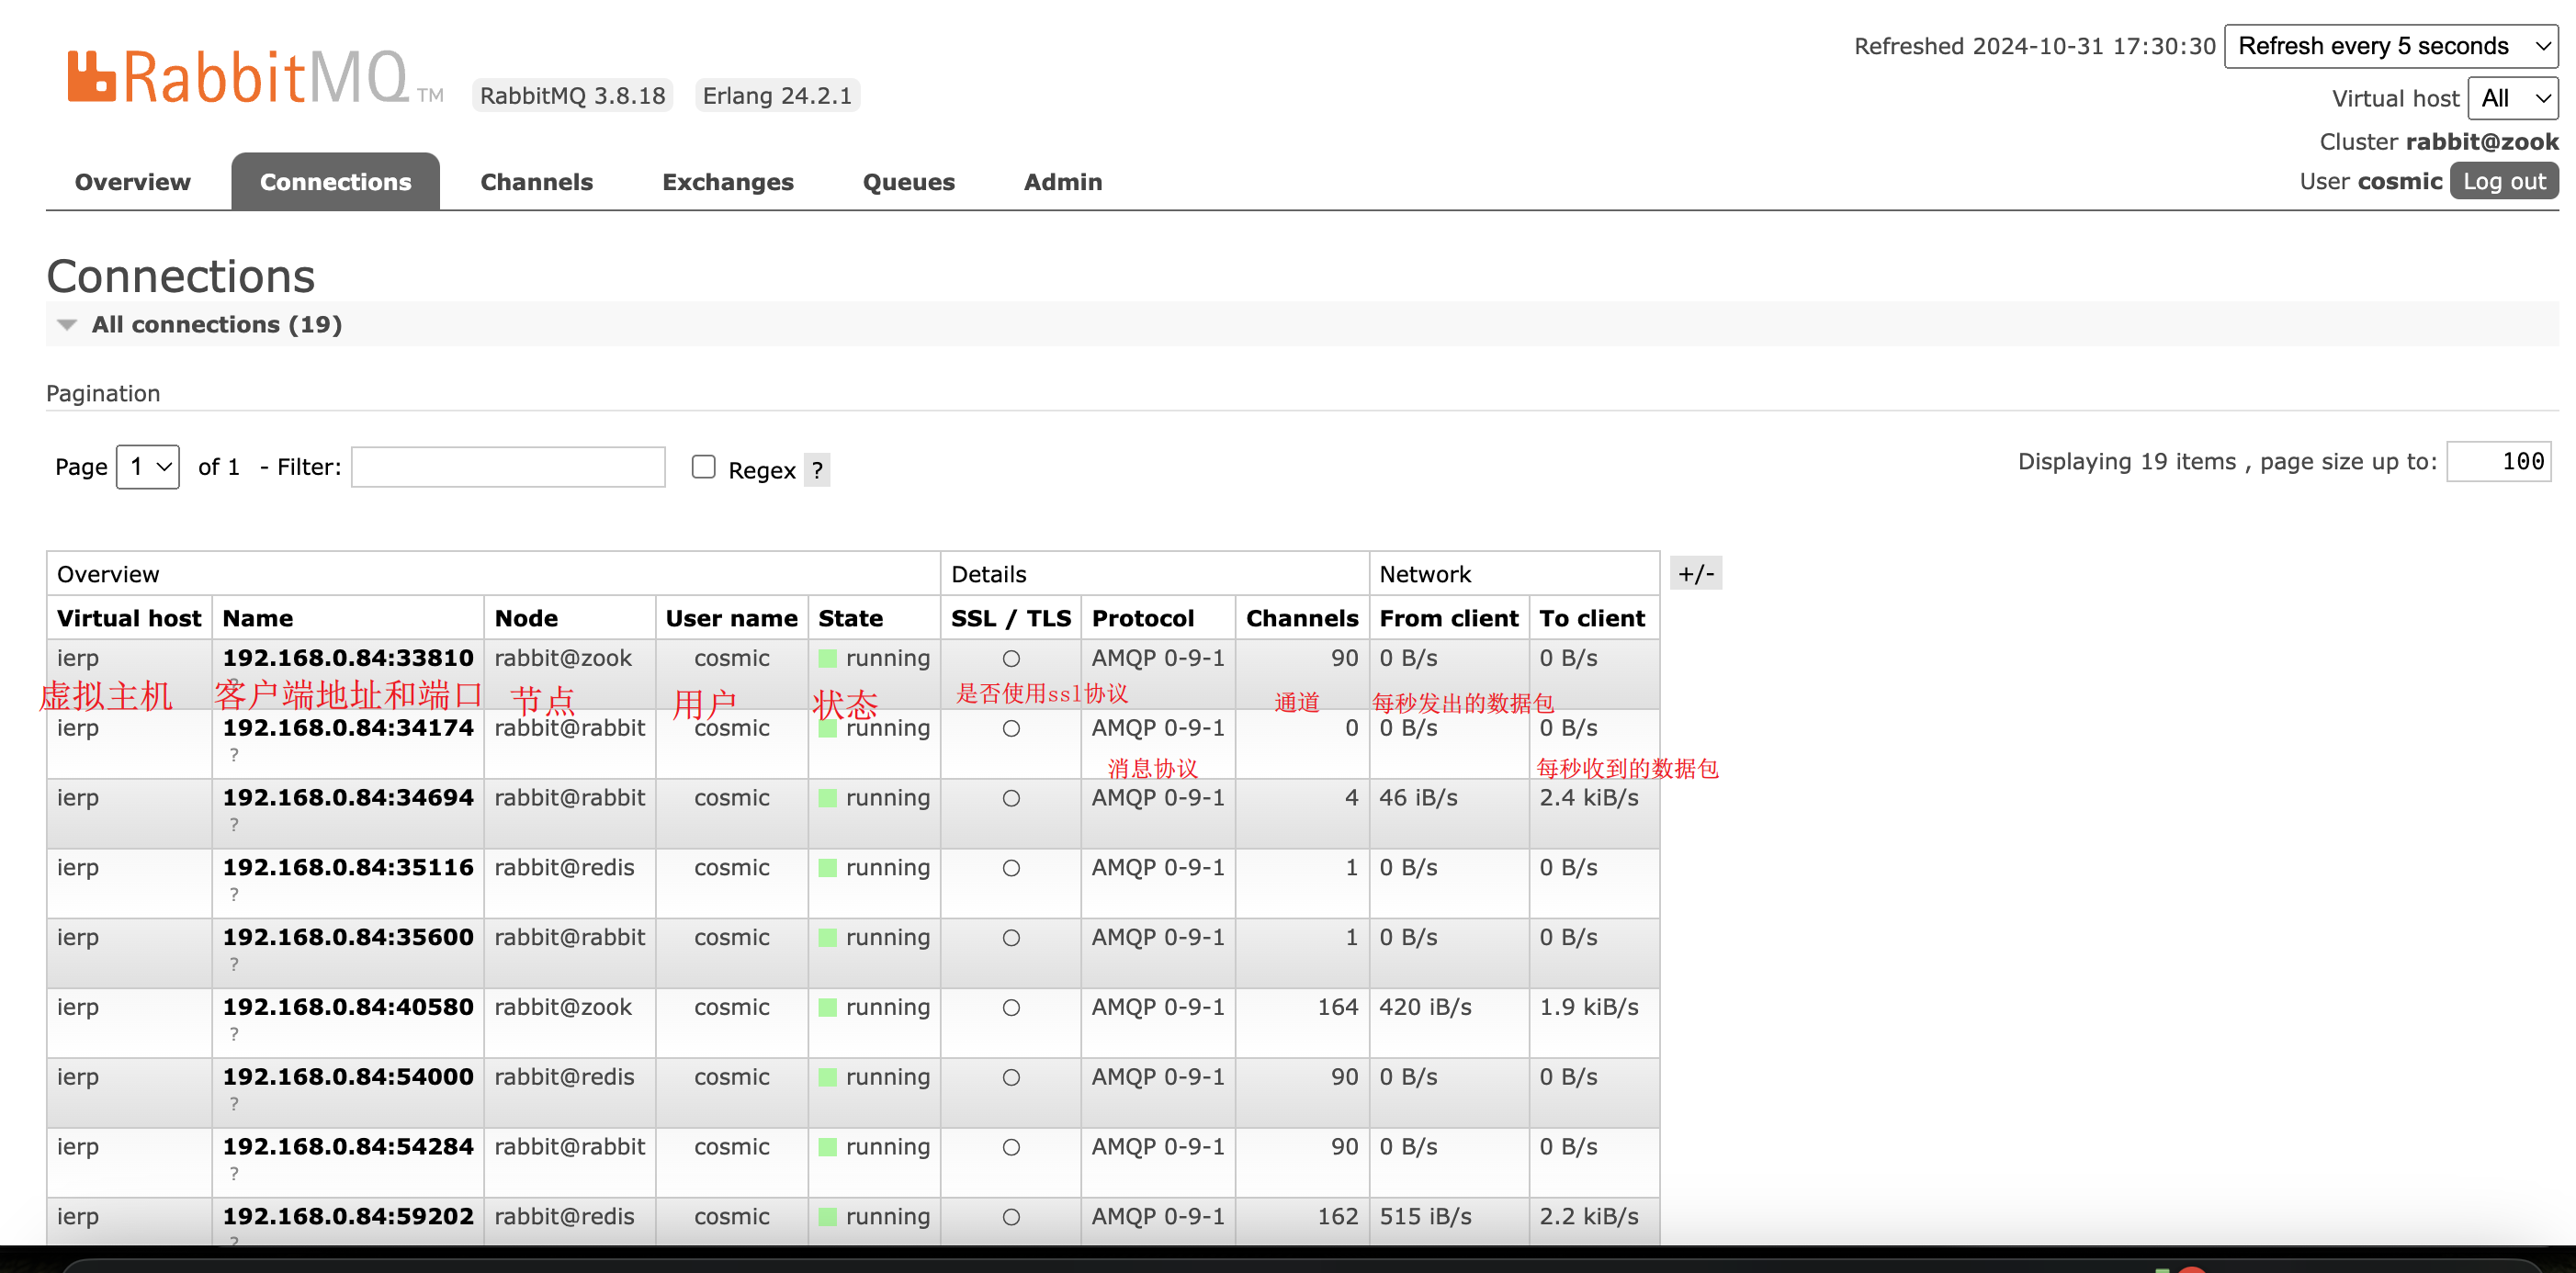 Refreshed 2024-10-31 17:30:30 Refresh every 5 seconds
RabbitMQ TM RabbitMQ 3.8.18 Erlang 24.2.1
Virtual host All
Cluster rabbit@zook
User cosmic Log out
Overview Connections Channels Exchanges Queues Admin
Connections
All connections (19)
Pagination
Page 1 of 1 - Filter: Regex ? Displaying 19 items , page size up to: 100
Overview Details Network +/-
Virtual host Name Node User name State SSL / TLS Protocol Channels From client To client
ierp 192.168.0.84:33810 rabbit@zook cosmic running ○ AMQP 0-9-1 90 0 B/s 0 B/s
?
虚拟主机 客户端地址和端口 节点 用户 状态 是否使用ssl协议 通道 每秒发出的数据包
ierp 192.168.0.84:34174 rabbit@rabbit cosmic running ○ AMQP 0-9-1 0 0 B/s 0 B/s
?
消息协议 每秒收到的数据包
ierp 192.168.0.84:34694 rabbit@rabbit cosmic running ○ AMQP 0-9-1 4 46 iB/s 2.4 kiB/s
?
ierp 192.168.0.84:35116 rabbit@redis cosmic running ○ AMQP 0-9-1 1 0 B/s 0 B/s
?
ierp 192.168.0.84:35600 rabbit@rabbit cosmic running ○ AMQP 0-9-1 1 0 B/s 0 B/s
?
ierp 192.168.0.84:40580 rabbit@zook cosmic running ○ AMQP 0-9-1 164 420 iB/s 1.9 kiB/s
?
ierp 192.168.0.84:54000 rabbit@redis cosmic running ○ AMQP 0-9-1 90 0 B/s 0 B/s
?
ierp 192.168.0.84:54284 rabbit@rabbit cosmic running ○ AMQP 0-9-1 90 0 B/s 0 B/s
?
ierp 192.168.0.84:59202 rabbit@redis cosmic running ○ AMQP 0-9-1 162 515 iB/s 2.2 kiB/s
?